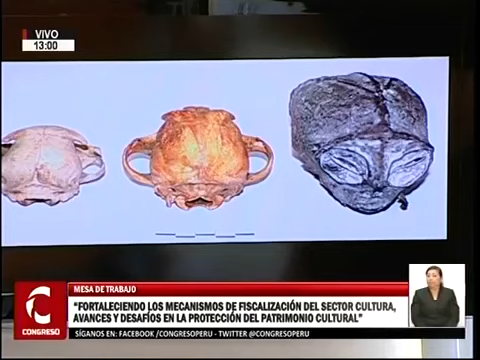 ViVO
13:00
MESA DE TRABAJO
"FORTALECIENDO LOS MECANISMOS DE FISCALIZACIÓN DEL SECTOR CULTURA,
AVANCES Y DESAFÍOS EN LA PROTECCIÓN DEL PATRIMONIO CULTURAL"
CONGRESO
SÍGANOS EN: FACEBOOK /CONGRESOPERU - TWITTER @CONGRESOPERU